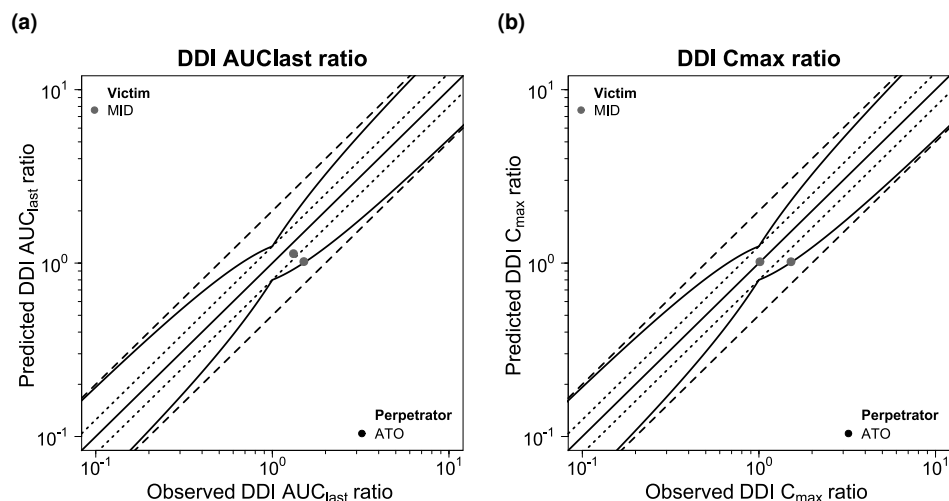 (a)
DDI AUClast ratio
Predicted DDI AUClast ratio
10¹
10⁰
10⁻¹
Victim
MID
Perpetrator
ATO
10⁻¹ 10⁰ 10¹
Observed DDI AUClast ratio
(b)
DDI Cmax ratio
Predicted DDI Cmax ratio
10¹
10⁰
10⁻¹
Victim
MID
Perpetrator
ATO
10⁻¹ 10⁰ 10¹
Observed DDI Cmax ratio